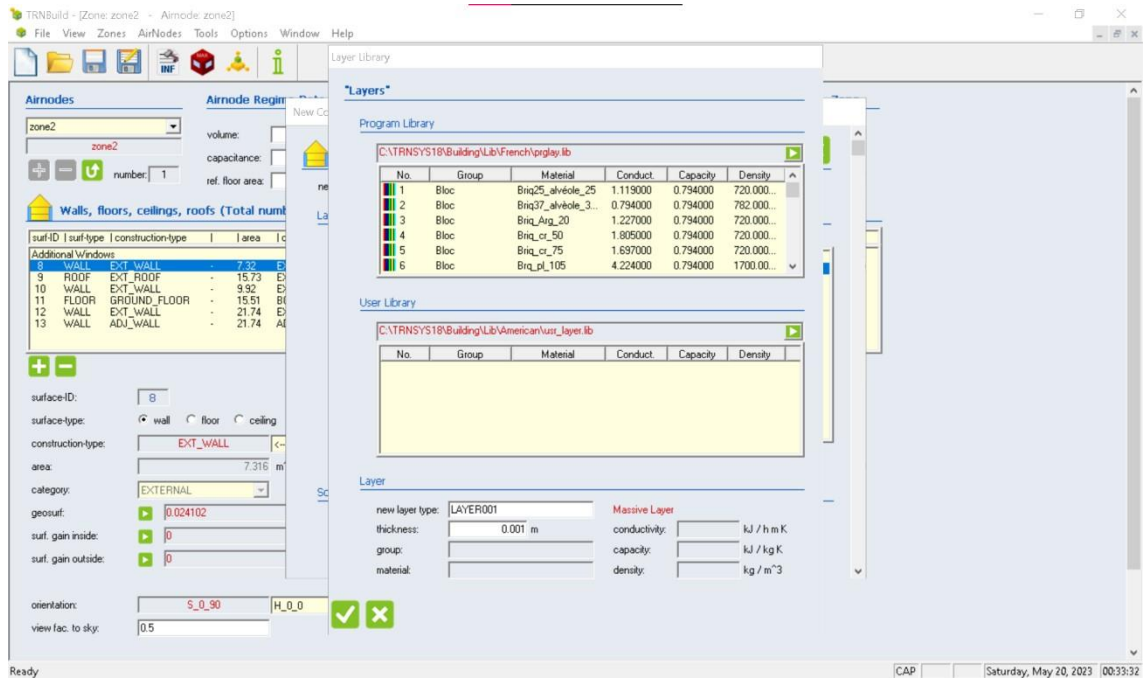 TRNBuild - [Zone: zone2 - Airnode: zone2]
File View Zones AirNodes Tools Options Window Help
INF
Layer Library
"Layers"
Program Library
C:\TRNSYS18\Building\Lib\French\prglay.lib
No. Group Material Conduct. Capacity Density
1 Bloc Briq25_alvéole_25 1.119000 0.794000 720.000...
2 Bloc Briq37_alvèole_3... 0.794000 0.794000 782.000...
3 Bloc Briq_Arg_20 1.227000 0.794000 720.000...
4 Bloc Briq_cr_50 1.805000 0.794000 720.000...
5 Bloc Briq_cr_75 1.697000 0.794000 720.000...
6 Bloc Brq_pl_105 4.224000 0.794000 1700.00...
User Library
C:\TRNSYS18\Building\Lib\American\usr_layer.lib
No. Group Material Conduct. Capacity Density
Layer
new layer type: LAYER001 Massive Layer
thickness: 0.001 m conductivity: kJ / h m K
group: capacity: kJ / kg K
material: density: kg / m^3
New Co
ne
La
So
Airnodes
Airnode Regime
zone2
zone2
number: 1
volume:
capacitance:
ref. floor area:
Walls, floors, ceilings, roofs (Total numb
surf-ID | surf-type | construction-type | | area | c
Additional Windows
8 WALL EXT_WALL - 7.32 E
9 ROOF EXT_ROOF - 15.73 E
10 WALL EXT_WALL - 9.92 E
11 FLOOR GROUND_FLOOR - 15.51 BO
12 WALL EXT_WALL - 21.74 E
13 WALL ADJ_WALL - 21.74 A
surface-ID: 8
surface-type: wall floor ceiling
construction-type: EXT_WALL <--
area: 7.316 m^
category: EXTERNAL
geosurf: 0.024102
surf. gain inside: 0
surf. gain outside: 0
orientation: S_0_90 H_0_0
view fac. to sky: 0.5
Ready
CAP Saturday, May 20, 2023 00:33:32